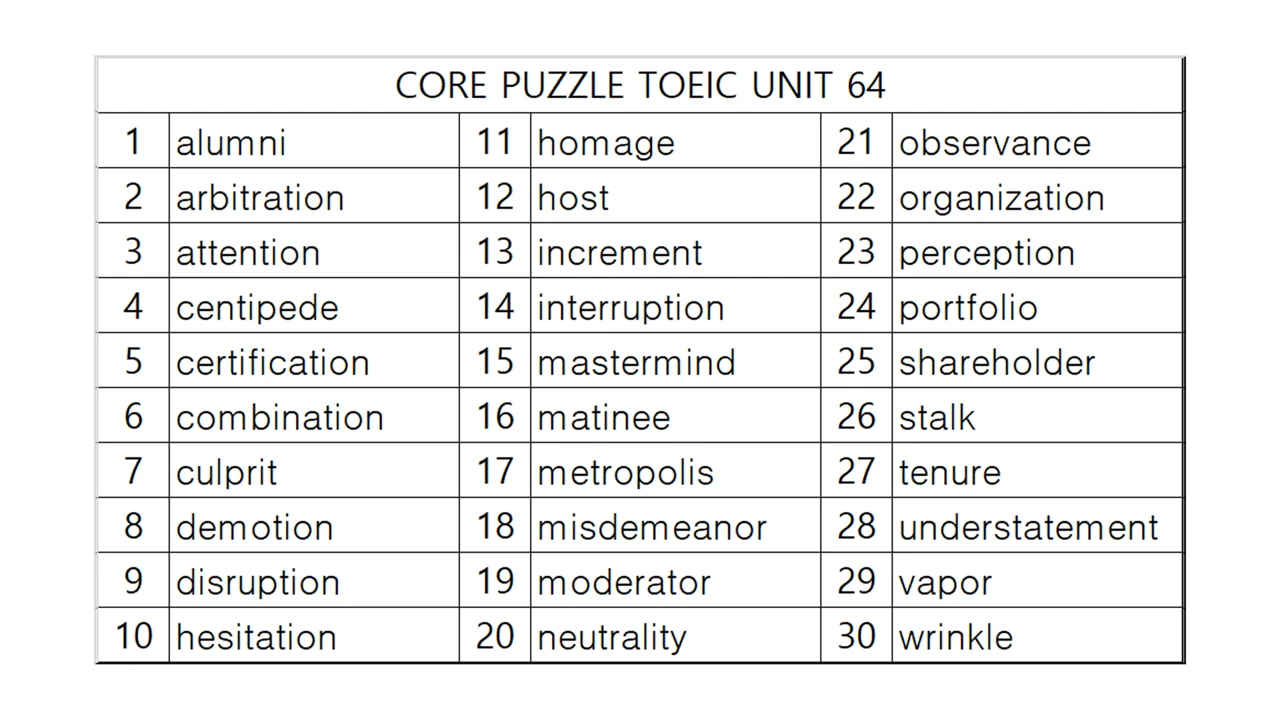 CORE PUZZLE TOEIC UNIT 64
1 alumni 11 homage 21 observance
2 arbitration 12 host 22 organization
3 attention 13 increment 23 perception
4 centipede 14 interruption 24 portfolio
5 certification 15 mastermind 25 shareholder
6 combination 16 matinee 26 stalk
7 culprit 17 metropolis 27 tenure
8 demotion 18 misdemeanor 28 understatement
9 disruption 19 moderator 29 vapor
10 hesitation 20 neutrality 30 wrinkle